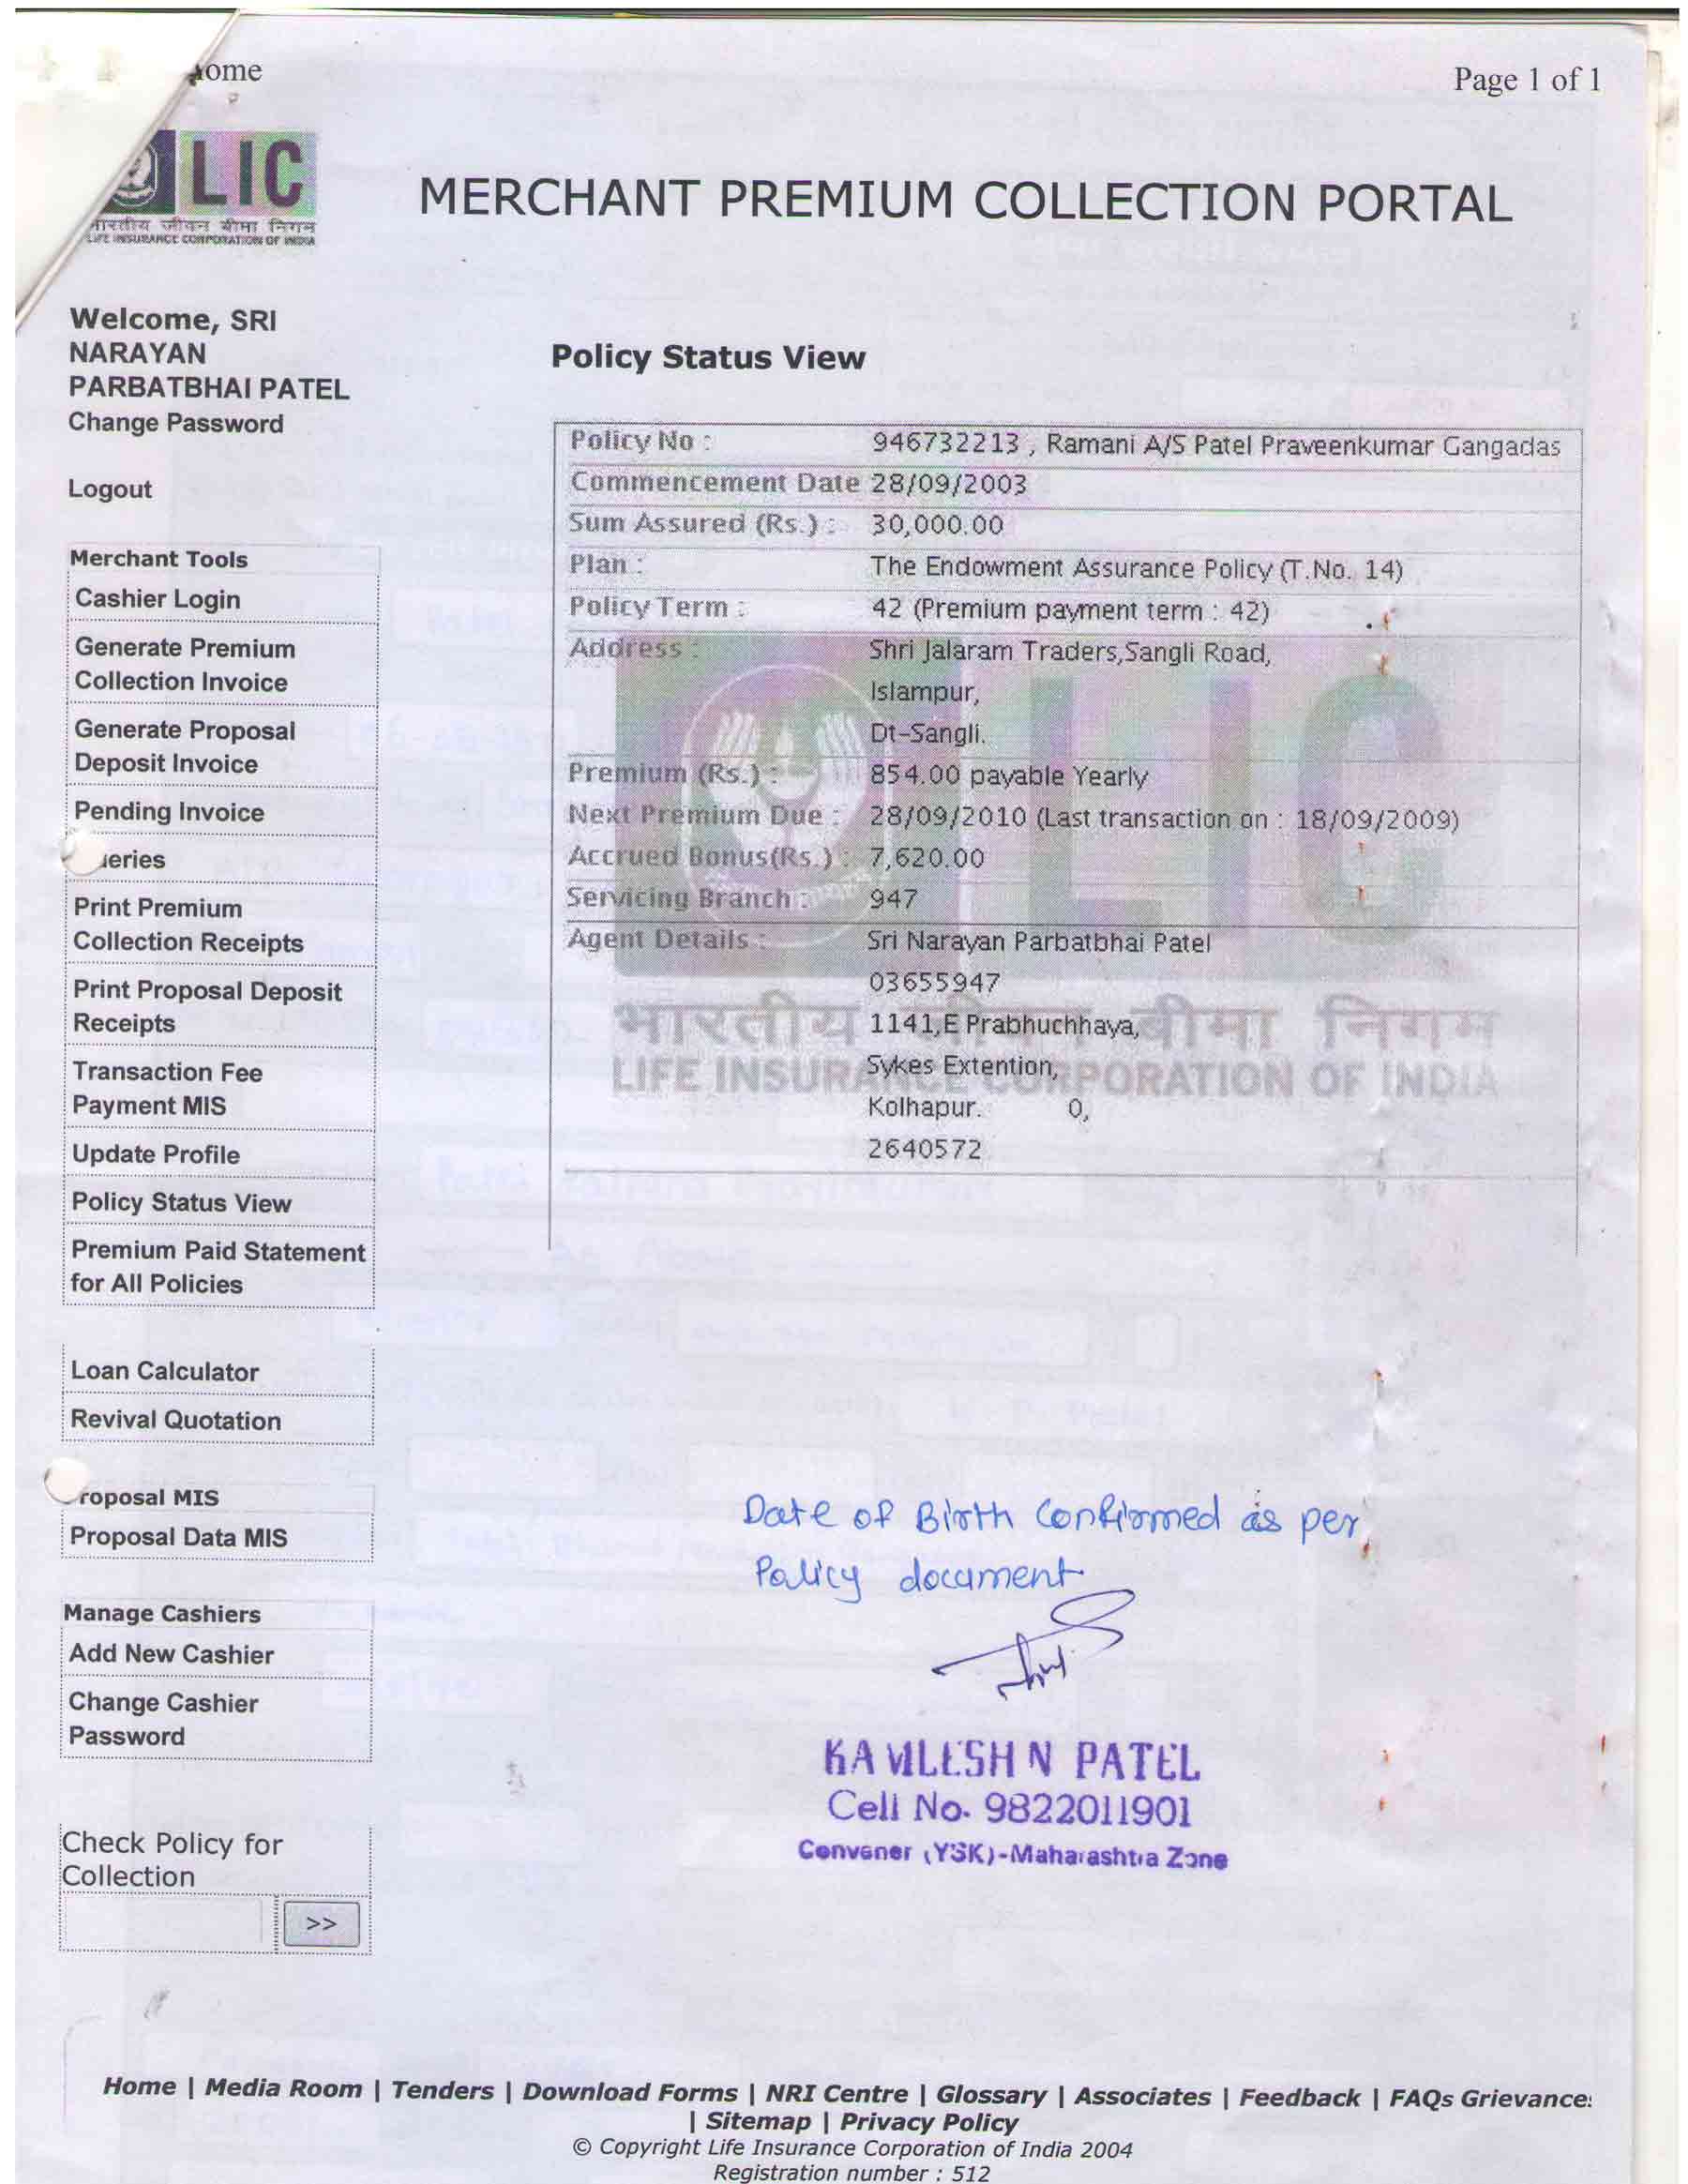 ome
Page 1 of 1
LIC
भारतीय जीवन बीमा निगम
LIFE INSURANCE CORPORATION OF INDIA
MERCHANT PREMIUM COLLECTION PORTAL
Welcome, SRI
NARAYAN
PARBATBHAI PATEL
Change Password
Logout
Merchant Tools
Cashier Login
Generate Premium
Collection Invoice
Generate Proposal
Deposit Invoice
Pending Invoice
ieries
Print Premium
Collection Receipts
Print Proposal Deposit
Receipts
Transaction Fee
Payment MIS
Update Profile
Policy Status View
Premium Paid Statement
for All Policies
Loan Calculator
Revival Quotation
roposal MIS
Proposal Data MIS
Manage Cashiers
Add New Cashier
Change Cashier
Password
Check Policy for
Collection
>>
Policy Status View
Policy No : 946732213 , Ramani A/S Patel Praveenkumar Gangadas
Commencement Date 28/09/2003
Sum Assured (Rs.) : 30,000.00
Plan : The Endowment Assurance Policy (T.No. 14)
Policy Term : 42 (Premium payment term : 42)
Address : Shri Jalaram Traders,Sangli Road,
Islampur,
Dt-Sangli.
Premium (Rs.) : 854.00 payable Yearly
Next Premium Due : 28/09/2010 (Last transaction on : 18/09/2009)
Accrued Bonus(Rs.) : 7,620.00
Servicing Branch : 947
Agent Details : Sri Narayan Parbatbhai Patel
03655947
1141,E Prabhuchhaya,
Sykes Extention,
Kolhapur. 0,
2640572
LIC
भारतीय जीवन बीमा निगम
LIFE INSURANCE CORPORATION OF INDIA
Date of Birth Confirmed as per
Policy document
KAMLESH N PATEL
Cell No. 9822011901
Convener (YSK)-Maharashtra Zone
Home | Media Room | Tenders | Download Forms | NRI Centre | Glossary | Associates | Feedback | FAQs Grievance:
| Sitemap | Privacy Policy
© Copyright Life Insurance Corporation of India 2004
Registration number : 512